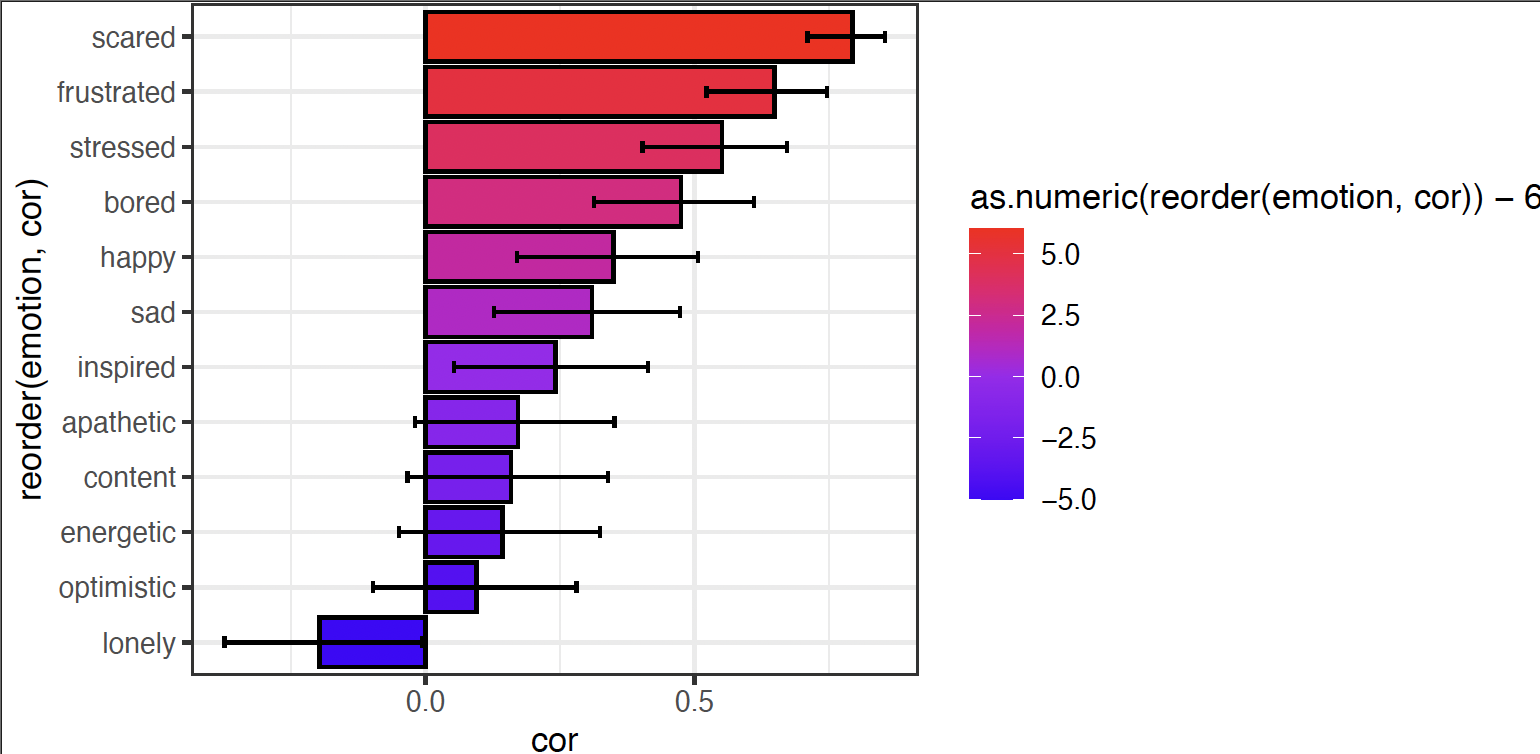 reorder(emotion, cor)
scared
frustrated
stressed
bored
happy
sad
inspired
apathetic
content
energetic
optimistic
lonely
0.0
0.5
cor
as.numeric(reorder(emotion, cor)) − 6
5.0
2.5
0.0
−2.5
−5.0